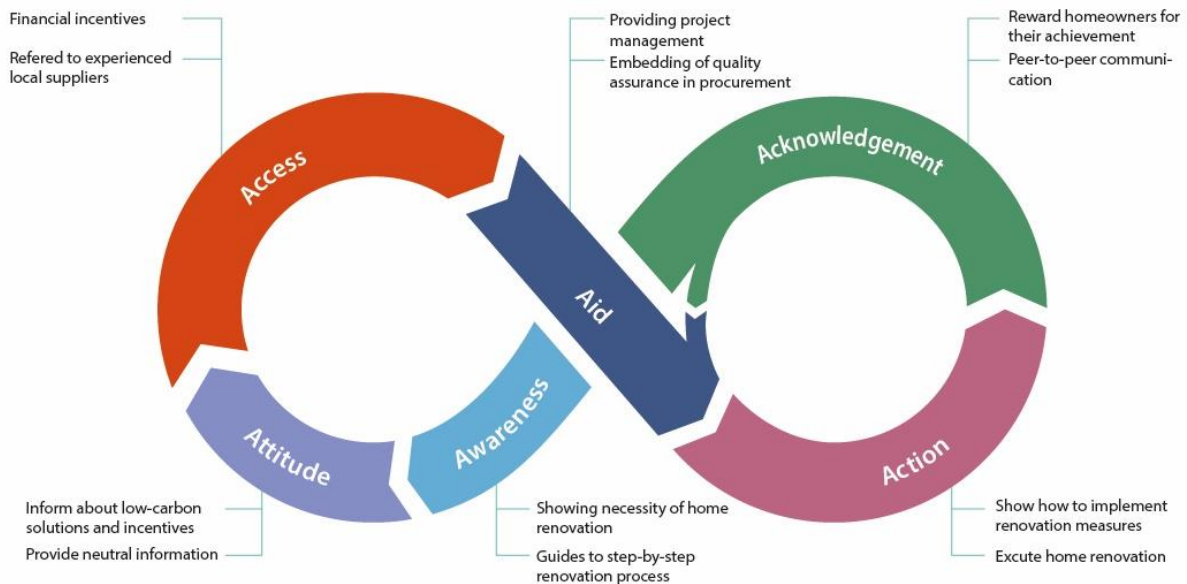 Financial incentives
Refered to experienced
local suppliers
Providing project
management
Embedding of quality
assurance in procurement
Reward homeowners for
their achievement
Peer-to-peer communi-
cation
Access
Acknowledgement
Aid
Attitude
Awareness
Action
Inform about low-carbon
solutions and incentives
Provide neutral information
Showing necessity of home
renovation
Guides to step-by-step
renovation process
Show how to implement
renovation measures
Excute home renovation